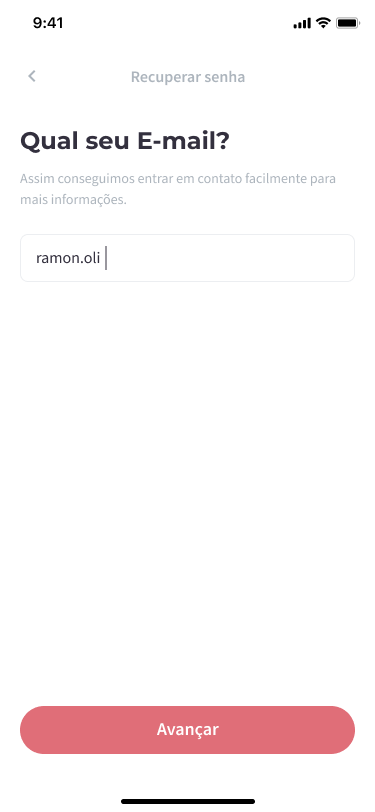 9:41
Recuperar senha
Qual seu E-mail?
Assim conseguimos entrar em contato facilmente para
mais informações.
ramon.oli
Avançar